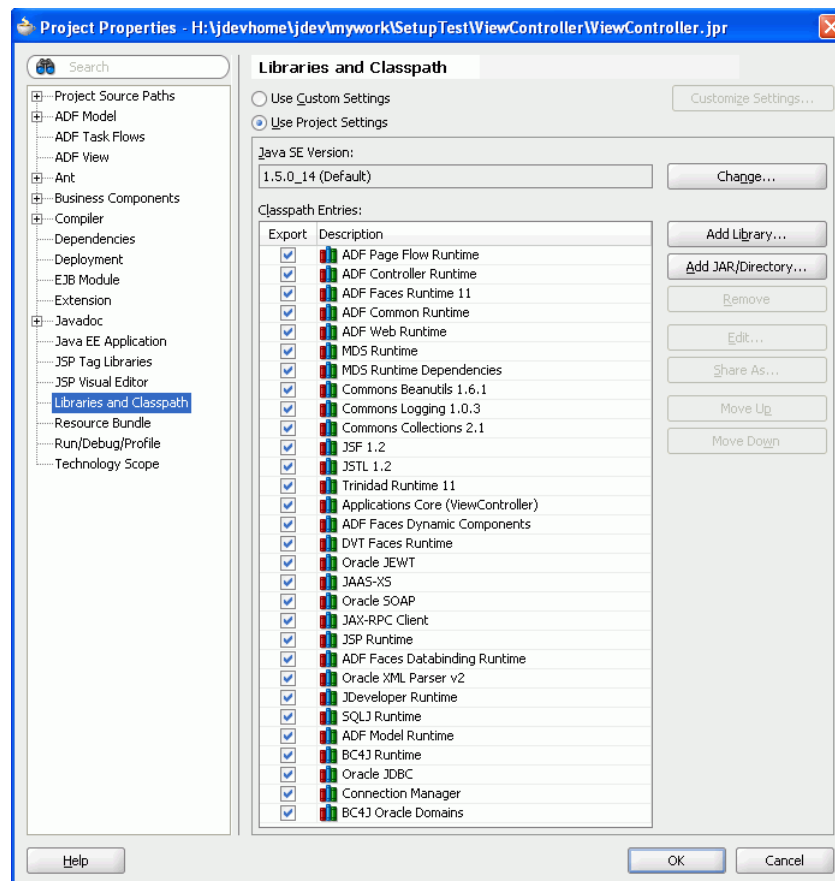 Project Properties - H:\jdevhome\jdev\mywork\SetupTest\ViewController\ViewController.jpr
Search
Project Source Paths
ADF Model
ADF Task Flows
ADF View
Ant
Business Components
Compiler
Dependencies
Deployment
EJB Module
Extension
Javadoc
Java EE Application
JSP Tag Libraries
JSP Visual Editor
Libraries and Classpath
Resource Bundle
Run/Debug/Profile
Technology Scope
Libraries and Classpath
Use Custom Settings
Customize Settings...
Use Project Settings
Java SE Version:
1.5.0_14 (Default)
Change...
Classpath Entries:
Export Description
ADF Page Flow Runtime
ADF Controller Runtime
ADF Faces Runtime 11
ADF Common Runtime
ADF Web Runtime
MDS Runtime
MDS Runtime Dependencies
Commons Beanutils 1.6.1
Commons Logging 1.0.3
Commons Collections 2.1
JSF 1.2
JSTL 1.2
Trinidad Runtime 11
Applications Core (ViewController)
ADF Faces Dynamic Components
DVT Faces Runtime
Oracle JEWT
JAAS-XS
Oracle SOAP
JAX-RPC Client
JSP Runtime
ADF Faces Databinding Runtime
Oracle XML Parser v2
JDeveloper Runtime
SQLJ Runtime
ADF Model Runtime
BC4J Runtime
Oracle JDBC
Connection Manager
BC4J Oracle Domains
Add Library...
Add JAR/Directory...
Remove
Edit...
Share As...
Move Up
Move Down
Help
OK
Cancel